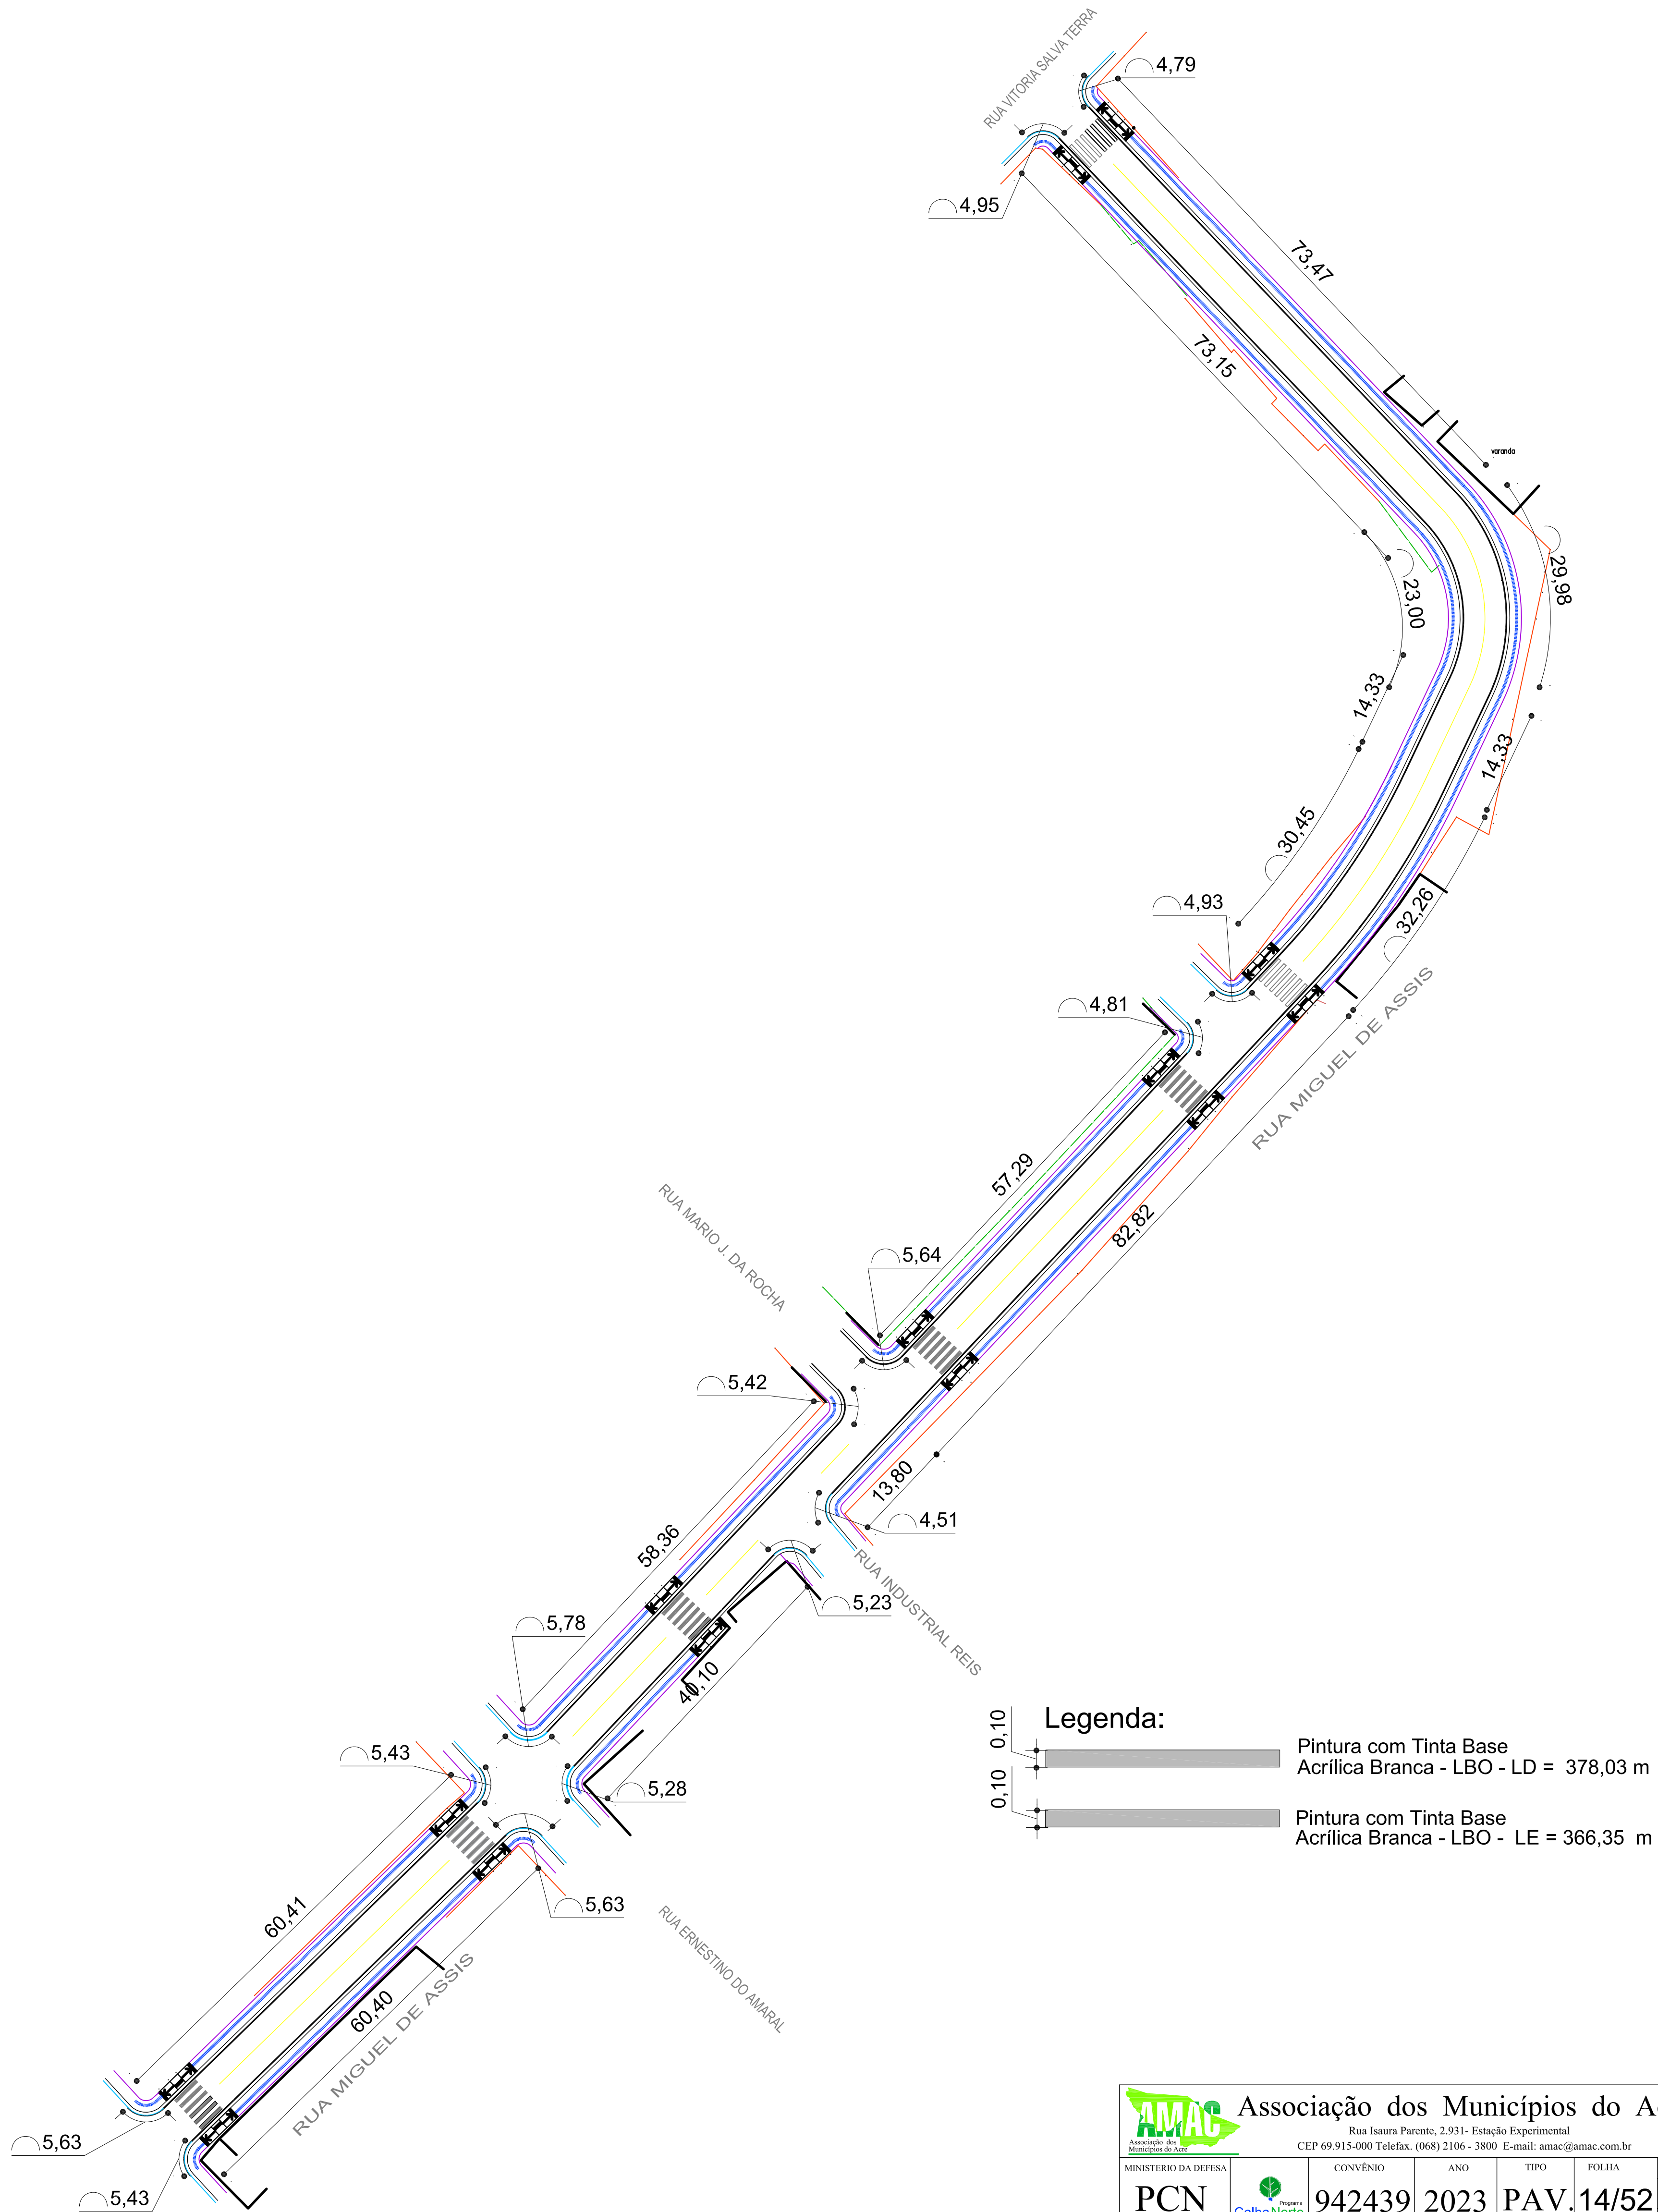 RUA VITORIA SALVA TERRA
4,79
4,95
73,47
73,15
varanda
29,98
23,00
14,33
14,33
30,45
4,93
32,26
4,81
RUA MIGUEL DE ASSIS
57,29
82,82
RUA MARIO J. DA ROCHA
5,64
5,42
13,80
4,51
58,36
RUA INDUSTRIAL REIS
5,23
5,78
40,10
5,43
5,28
Legenda:
0,10
Pintura com Tinta Base
Acrílica Branca - LBO - LD = 378,03 m
0,10
Pintura com Tinta Base
Acrílica Branca - LBO - LE = 366,35 m
60,41
5,63
RUA ERNESTINO DO AMARAL
60,40
RUA MIGUEL DE ASSIS
5,63
5,43
AMAC
Associação dos
Municípios do Acre
Associação dos Municípios do
Rua Isaura Parente, 2.931- Estação Experimental
CEP 69.915-000 Telefax. (068) 2106 - 3800 E-mail: amac@amac.com.br
MINISTERIO DA DEFESA
CONVÊNIO
ANO
TIPO
FOLHA
PCN
Programa
942439
2023
PAV.
14/52